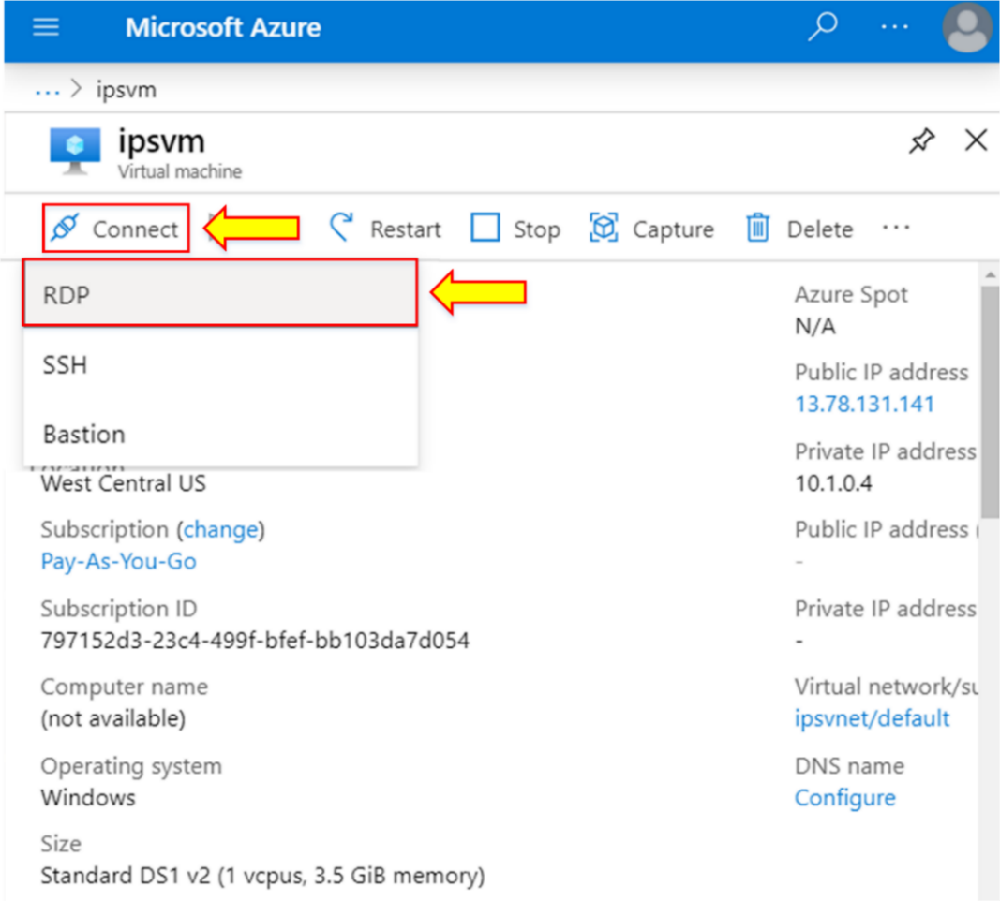 Microsoft Azure
... > ipsvm
ipsvm
Virtual machine
Connect Restart Stop Capture Delete ...
RDP
SSH
Bastion
Location
West Central US
Subscription (change)
Pay-As-You-Go
Subscription ID
797152d3-23c4-499f-bfef-bb103da7d054
Computer name
(not available)
Operating system
Windows
Size
Standard DS1 v2 (1 vcpus, 3.5 GiB memory)
Azure Spot
N/A
Public IP address
13.78.131.141
Private IP address
10.1.0.4
Public IP address (
-
Private IP address
-
Virtual network/su
ipsvnet/default
DNS name
Configure